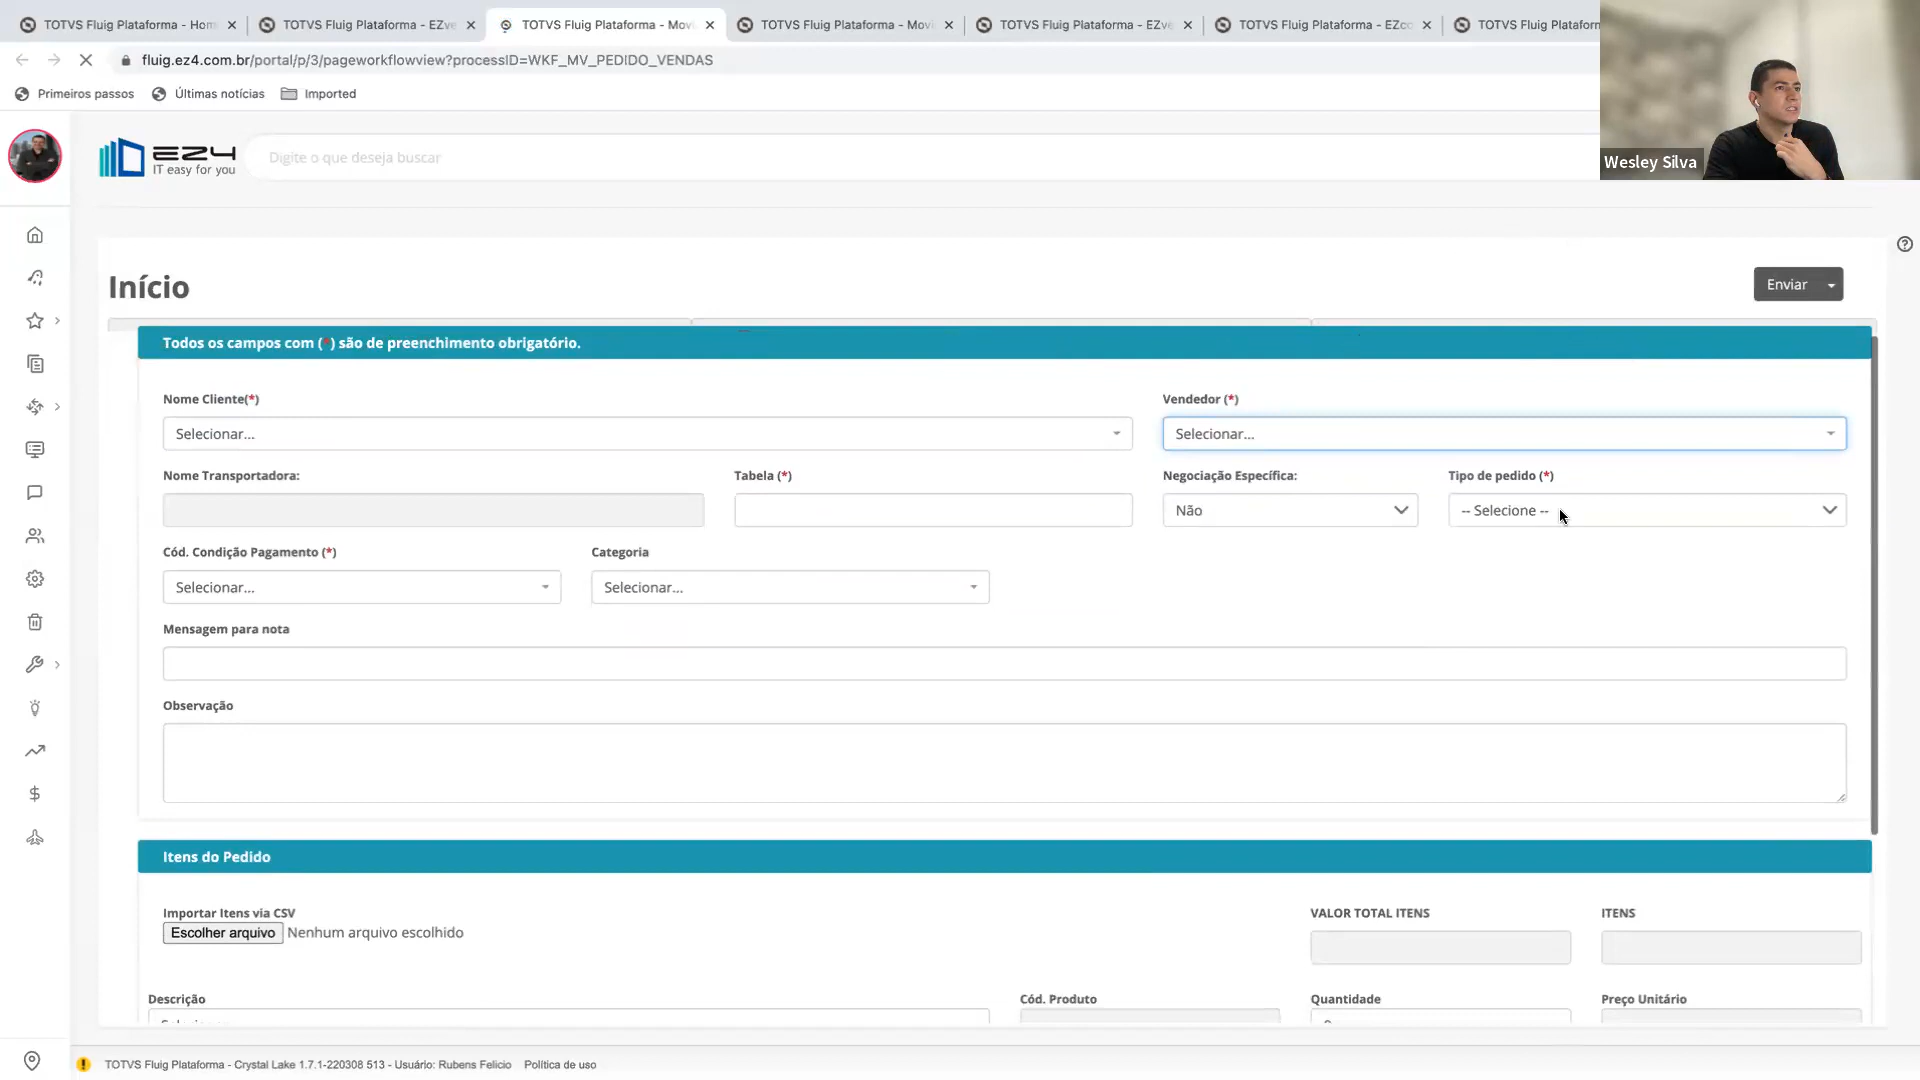 TOTVS Fluig Plataforma - Hom
TOTVS Fluig Plataforma - EZve
TOTVS Fluig Plataforma - Movi
TOTVS Fluig Plataforma - Movi
TOTVS Fluig Plataforma - EZve
TOTVS Fluig Plataforma - EZco
TOTVS Fluig Plataform
fluig.ez4.com.br/portal/p/3/pageworkflowview?processID=WKF_MV_PEDIDO_VENDAS
Primeiros passos
Últimas notícias
Imported
Wesley Silva
EZ4
IT easy for you
Digite o que deseja buscar
Início
Enviar
Todos os campos com (*) são de preenchimento obrigatório.
Nome Cliente(*)
Vendedor (*)
Selecionar...
Selecionar...
Nome Transportadora:
Tabela (*)
Negociação Específica:
Tipo de pedido (*)
Não
-- Selecione --
Cód. Condição Pagamento (*)
Categoria
Selecionar...
Selecionar...
Mensagem para nota
Observação
Itens do Pedido
Importar Itens via CSV
VALOR TOTAL ITENS
ITENS
Escolher arquivo Nenhum arquivo escolhido
Descrição
Cód. Produto
Quantidade
Preço Unitário
TOTVS Fluig Plataforma - Crystal Lake 1.7.1-220308 513 - Usuário: Rubens Felicio
Política de uso